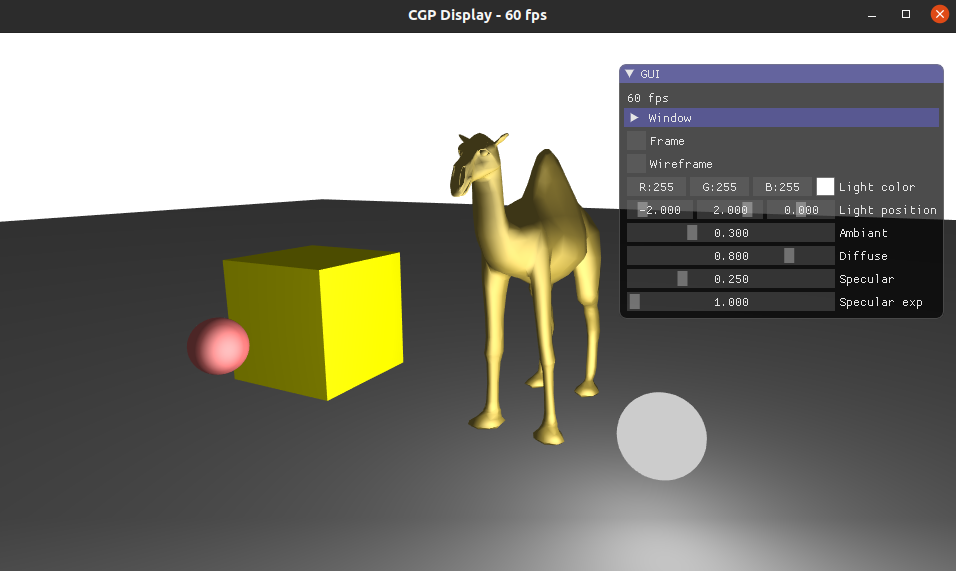 CGP Display - 60 fps
GUI
60 fps
Window
Frame
Wireframe
R:255 G:255 B:255 Light color
-2.000 2.000 0.000 Light position
0.300 Ambiant
0.800 Diffuse
0.250 Specular
1.000 Specular exp